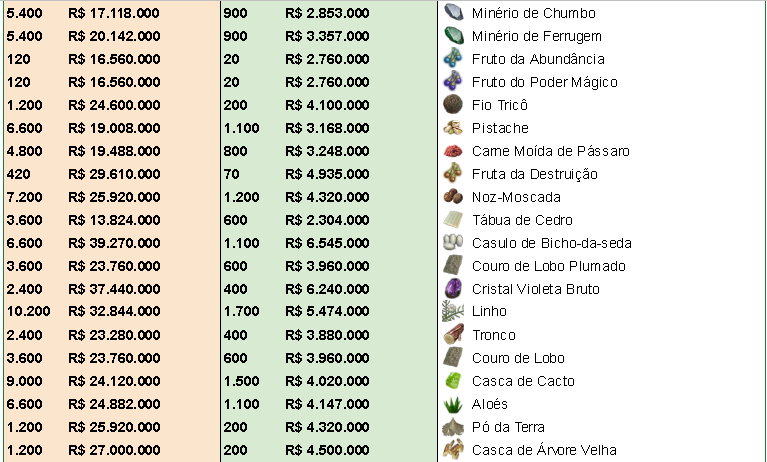 5.400 R$ 17.118.000 900 R$ 2.853.000 Minério de Chumbo
5.400 R$ 20.142.000 900 R$ 3.357.000 Minério de Ferrugem
120 R$ 16.560.000 20 R$ 2.760.000 Fruto da Abundância
120 R$ 16.560.000 20 R$ 2.760.000 Fruto do Poder Mágico
1.200 R$ 24.600.000 200 R$ 4.100.000 Fio Tricô
6.600 R$ 19.008.000 1.100 R$ 3.168.000 Pistache
4.800 R$ 19.488.000 800 R$ 3.248.000 Carne Moída de Pássaro
420 R$ 29.610.000 70 R$ 4.935.000 Fruta da Destruição
7.200 R$ 25.920.000 1.200 R$ 4.320.000 Noz-Moscada
3.600 R$ 13.824.000 600 R$ 2.304.000 Tábua de Cedro
6.600 R$ 39.270.000 1.100 R$ 6.545.000 Casulo de Bicho-da-seda
3.600 R$ 23.760.000 600 R$ 3.960.000 Couro de Lobo Plumado
2.400 R$ 37.440.000 400 R$ 6.240.000 Cristal Violeta Bruto
10.200 R$ 32.844.000 1.700 R$ 5.474.000 Linho
2.400 R$ 23.280.000 400 R$ 3.880.000 Tronco
3.600 R$ 23.760.000 600 R$ 3.960.000 Couro de Lobo
9.000 R$ 24.120.000 1.500 R$ 4.020.000 Casca de Cacto
6.600 R$ 24.882.000 1.100 R$ 4.147.000 Aloés
1.200 R$ 25.920.000 200 R$ 4.320.000 Pó da Terra
1.200 R$ 27.000.000 200 R$ 4.500.000 Casca de Árvore Velha